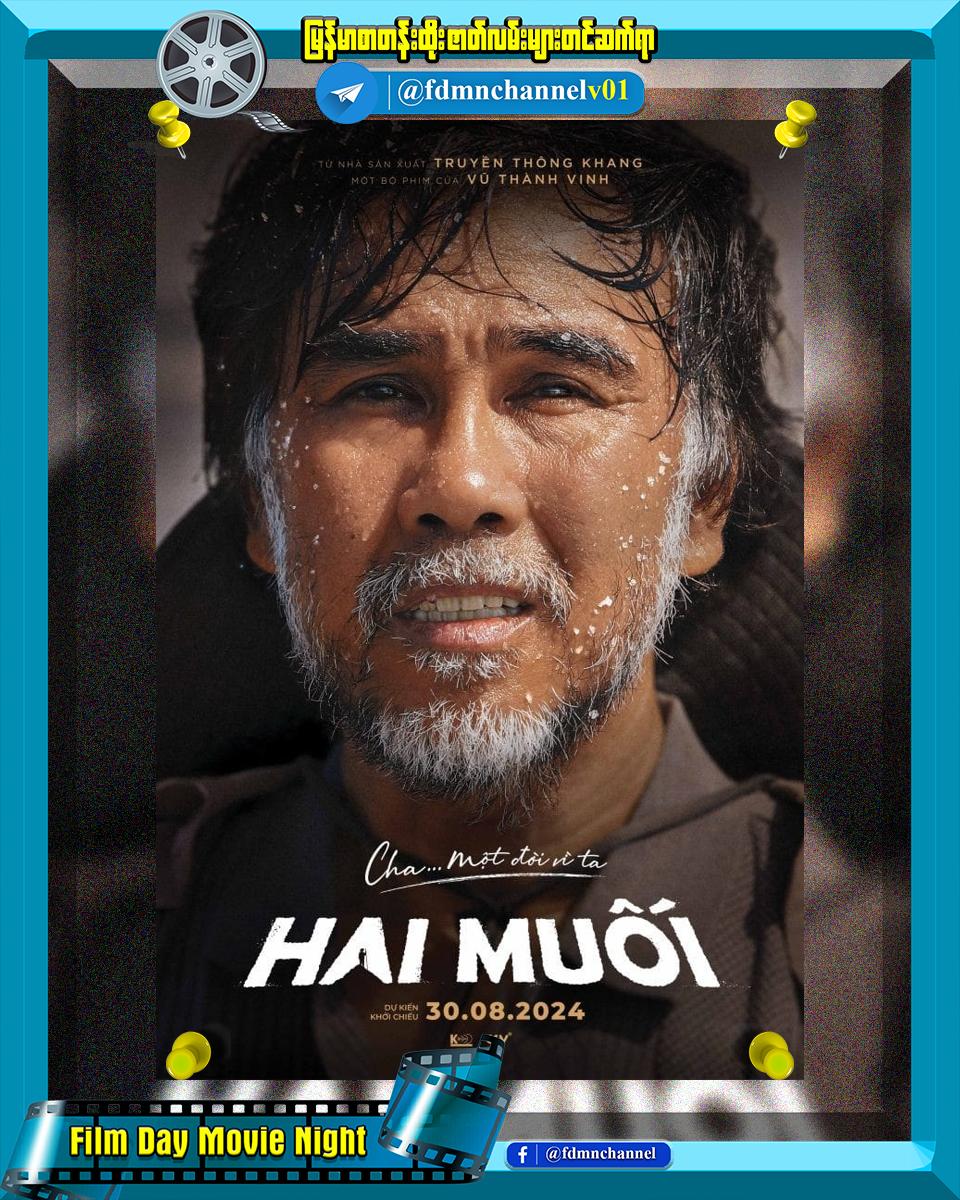 မြန်မာစာတန်းထိုးဇာတ်လမ်းများတင်ဆက်ရာ
@fdmnchannelv01
TỪ NHÀ SẢN XUẤT TRUYỀN THÔNG KHANG
MỘT BỘ PHIM CỦA VŨ THÀNH VINH
Cha... một đời vì ta
HAI MUỐI
DỰ KIẾN
KHỞI CHIẾU 30.08.2024
Film Day Movie Night
@fdmnchannel